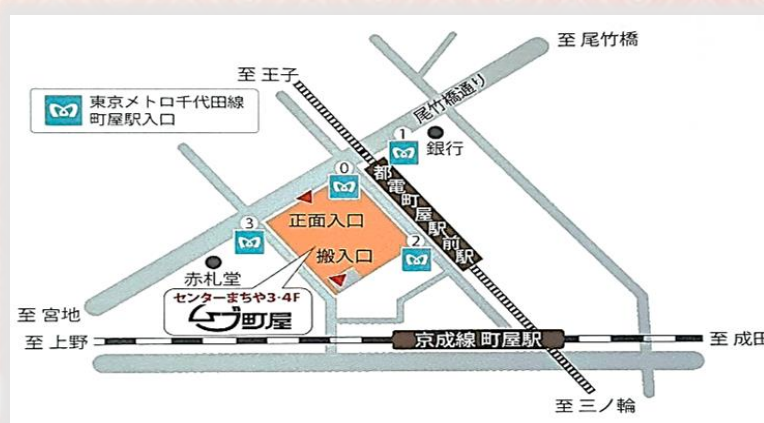 至 尾竹橋
至 王子
東京メトロ千代田線
町屋駅入口
尾竹橋通り
1
銀行
0
都電町屋駅前駅
正面入口
3
2
搬入口
赤札堂
センターまちや3・4F
ムーブ町屋
至 宮地
至 上野
京成線 町屋駅
至 成田
至 三ノ輪